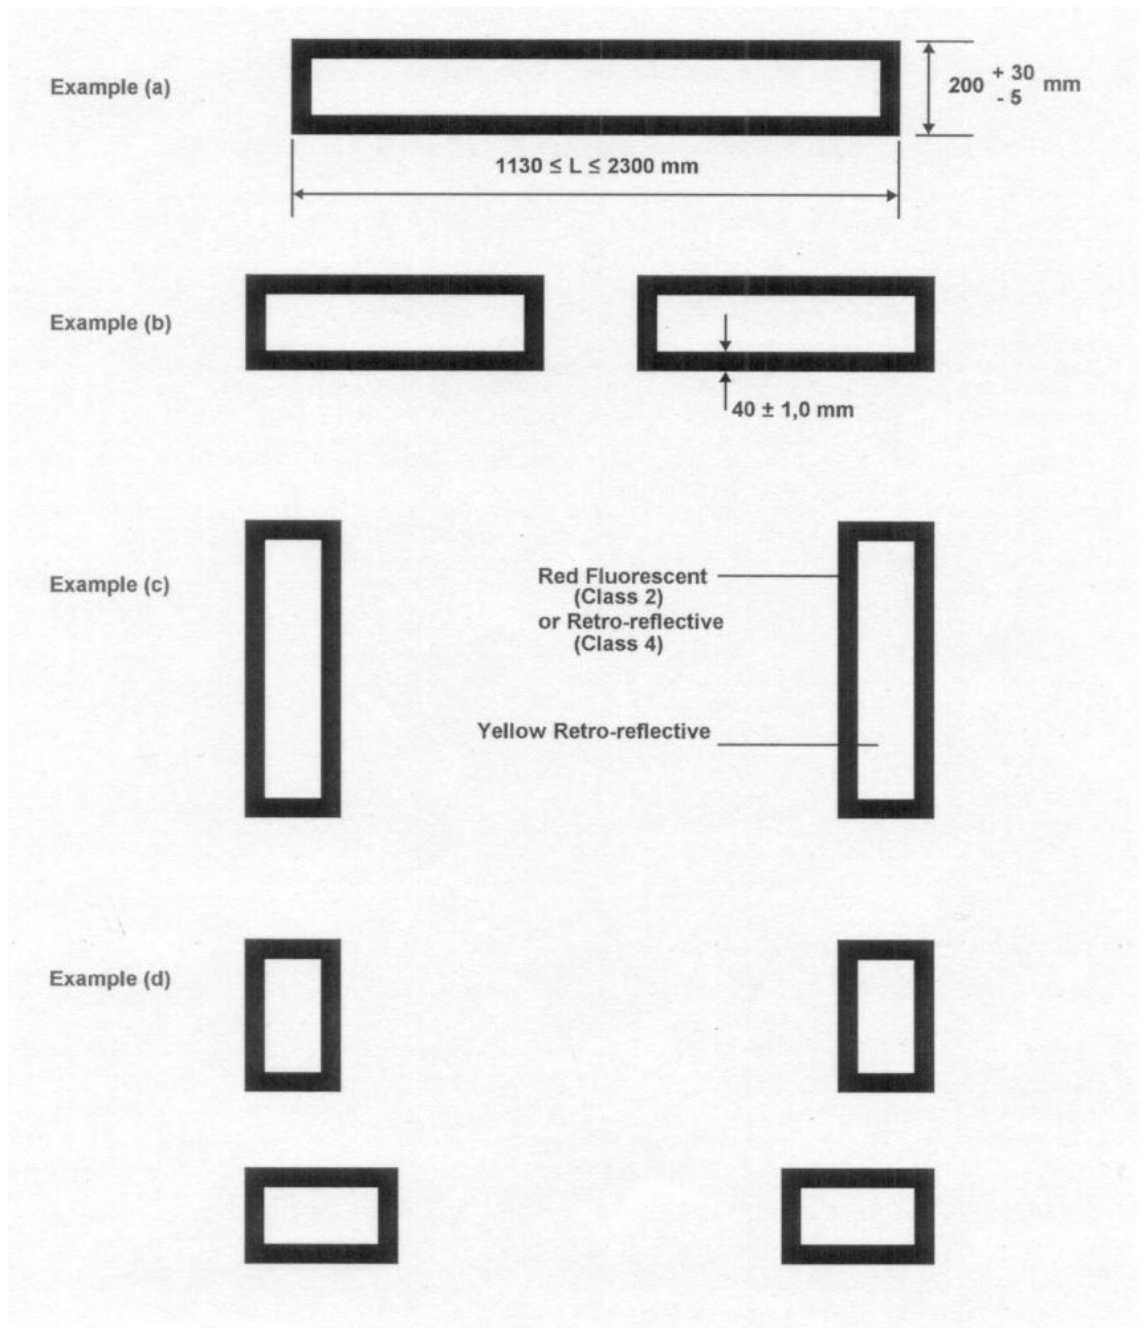 Example (a)
200 + 30 - 5 mm
1130 ≤ L ≤ 2300 mm
Example (b)
40 ± 1,0 mm
Example (c)
Red Fluorescent
(Class 2)
or Retro-reflective
(Class 4)
Yellow Retro-reflective
Example (d)